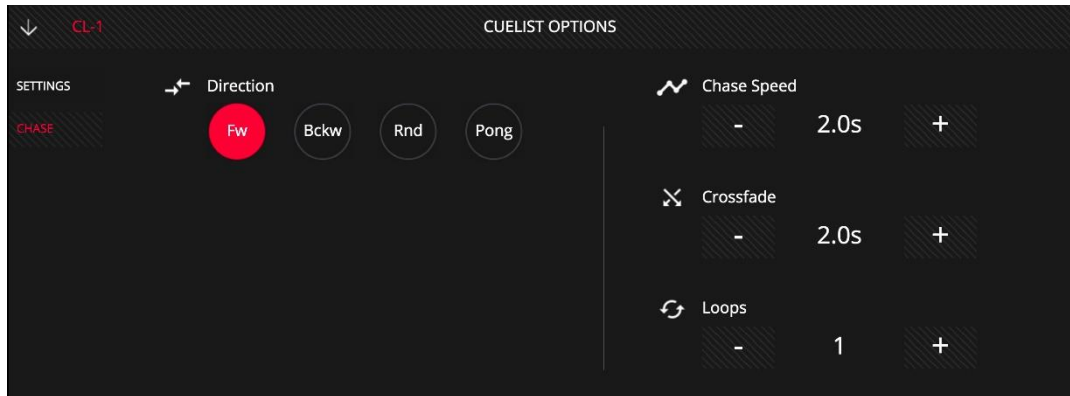 CL-1
CUELIST OPTIONS
SETTINGS
CHASE
Direction
Fw
Bckw
Rnd
Pong
Chase Speed
- 2.0s +
Crossfade
- 2.0s +
Loops
- 1 +